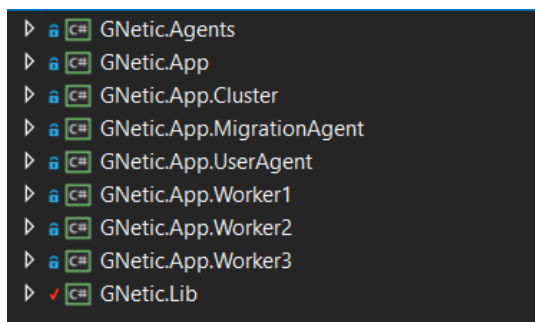 C# GNetic.Agents
C# GNetic.App
C# GNetic.App.Cluster
C# GNetic.App.MigrationAgent
C# GNetic.App.UserAgent
C# GNetic.App.Worker1
C# GNetic.App.Worker2
C# GNetic.App.Worker3
C# GNetic.Lib